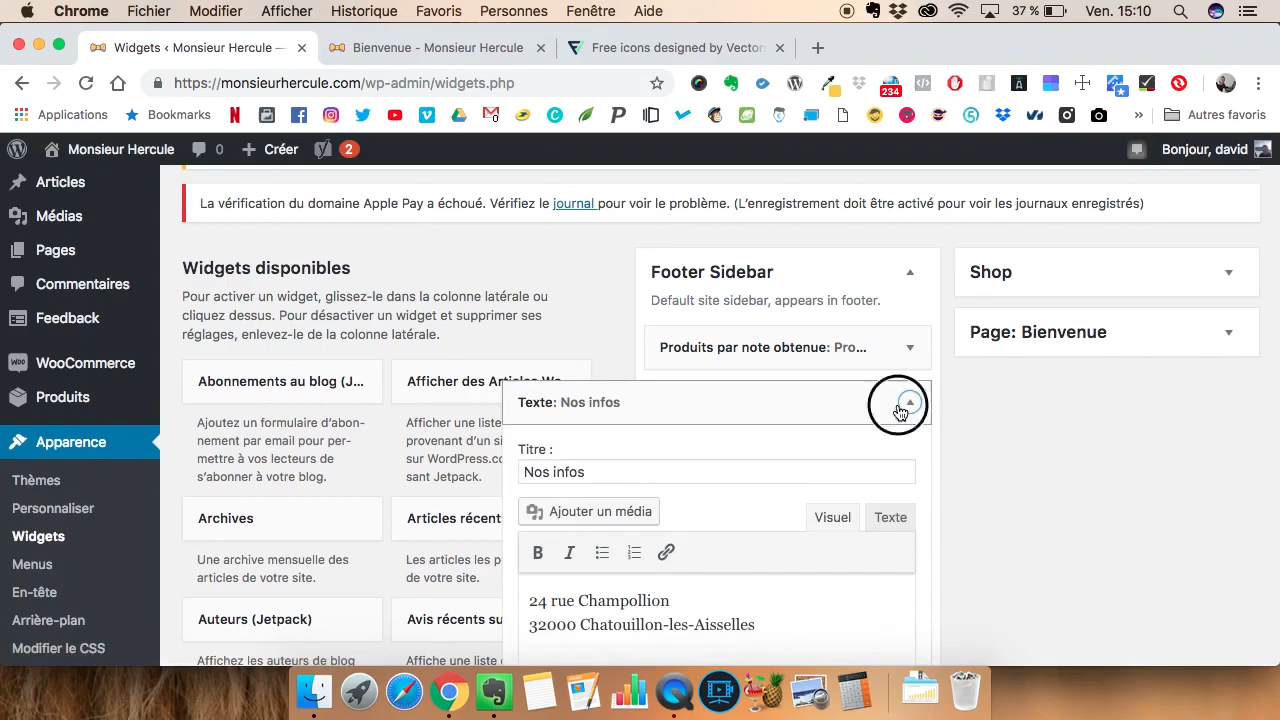 Chrome Fichier Modifier Afficher Historique Favoris Personnes Fenêtre Aide 37 % Ven. 15:10
Widgets ‹ Monsieur Hercule —
Bienvenue - Monsieur Hercule
Free icons designed by Vectors
https://monsieurhercule.com/wp-admin/widgets.php
234
Applications Bookmarks Autres favoris
Monsieur Hercule 0 Créer 2 Bonjour, david
Articles
Médias
Pages
Commentaires
Feedback
WooCommerce
Produits
Apparence
Thèmes
Personnaliser
Widgets
Menus
En-tête
Arrière-plan
Modifier le CSS
La vérification du domaine Apple Pay a échoué. Vérifiez le journal pour voir le problème. (L’enregistrement doit être activé pour voir les journaux enregistrés)
Widgets disponibles
Pour activer un widget, glissez-le dans la colonne latérale ou
cliquez dessus. Pour désactiver un widget et supprimer ses
réglages, enlevez-le de la colonne latérale.
Abonnements au blog (J...
Ajoutez un formulaire d’abon-
nement par email pour per-
mettre à vos lecteurs de
s’abonner à votre blog.
Archives
Une archive mensuelle des
articles de votre site.
Auteurs (Jetpack)
Affichez les auteurs de blog
Afficher des Articles Wo
Afficher une liste
provenant d’un si
sur WordPress.co
sant Jetpack.
Articles récent
Les articles les p
de votre site.
Avis récents su
Affiche une liste
Footer Sidebar
Default site sidebar, appears in footer.
Produits par note obtenue: Pro...
Texte: Nos infos
Titre :
Nos infos
Ajouter un média
Visuel Texte
B I
24 rue Champollion
32000 Chatouillon-les-Aisselles
Shop
Page: Bienvenue